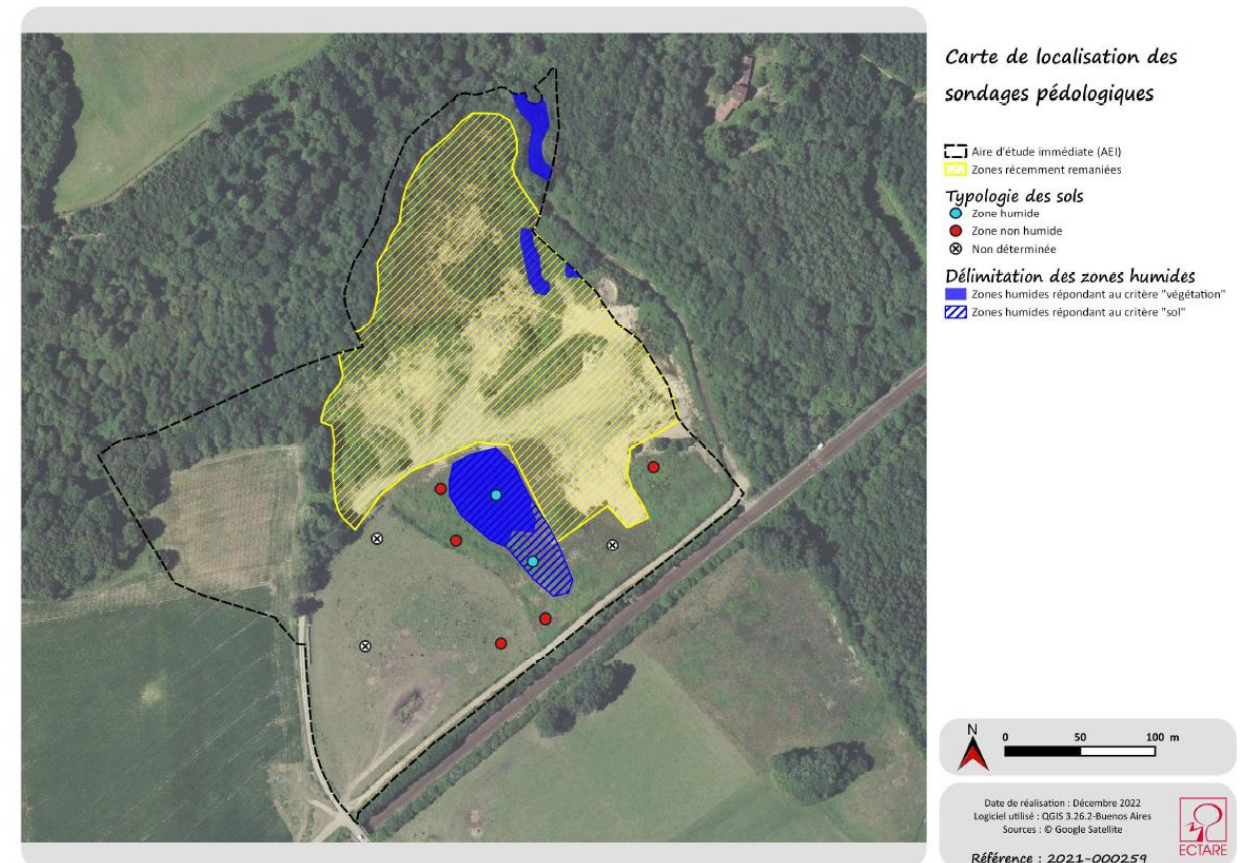 Carte de localisation des
sondages pédologiques
Aire d'étude immédiate (AEI)
Zones récemment remaniées
Typologie des sols
Zone humide
Zone non humide
Non déterminée
Délimitation des zones humides
Zones humides répondant au critère "végétation"
Zones humides répondant au critère "sol"
N
0 50 100 m
Date de réalisation : Décembre 2022
Logiciel utilisé : QGIS 3.26.2-Buenos Aires
Sources : © Google Satellite
Référence : 2021-000259
ECTARE